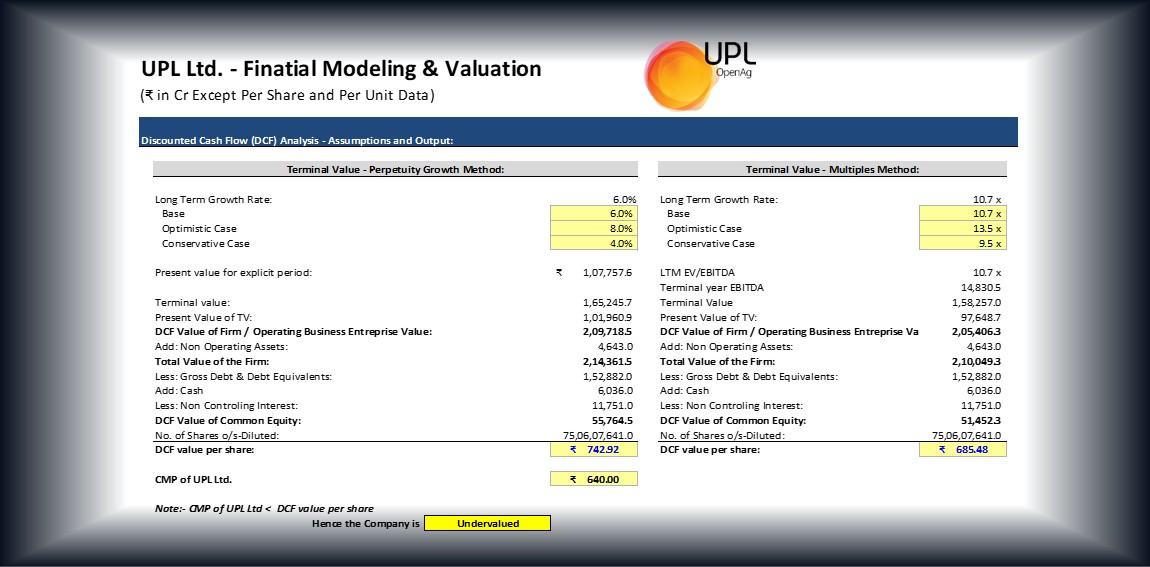 UPL Ltd. - Finatial Modeling & Valuation
UPL
OpenAg
(₹ in Cr Except Per Share and Per Unit Data)
Discounted Cash Flow (DCF) Analysis - Assumptions and Output:
Terminal Value - Perpetuity Growth Method: Terminal Value - Multiples Method:
Long Term Growth Rate: 6.0% Long Term Growth Rate: 10.7 x
Base 6.0% Base 10.7 x
Optimistic Case 8.0% Optimistic Case 13.5 x
Conservative Case 4.0% Conservative Case 9.5 x
Present value for explicit period: ₹ 1,07,757.6 LTM EV/EBITDA 10.7 x
Terminal year EBITDA 14,830.5
Terminal value: 1,65,245.7 Terminal Value 1,58,257.0
Present Value of TV: 1,01,960.9 Present Value of TV: 97,648.7
DCF Value of Firm / Operating Business Entreprise Value: 2,09,718.5 DCF Value of Firm / Operating Business Entreprise Va 2,05,406.3
Add: Non Operating Assets: 4,643.0 Add: Non Operating Assets: 4,643.0
Total Value of the Firm: 2,14,361.5 Total Value of the Firm: 2,10,049.3
Less: Gross Debt & Debt Equivalents: 1,52,882.0 Less: Gross Debt & Debt Equivalents: 1,52,882.0
Add: Cash 6,036.0 Add: Cash 6,036.0
Less: Non Controling Interest: 11,751.0 Less: Non Controling Interest: 11,751.0
DCF Value of Common Equity: 55,764.5 DCF Value of Common Equity: 51,452.3
No. of Shares o/s-Diluted: 75,06,07,641.0 No. of Shares o/s-Diluted: 75,06,07,641.0
DCF value per share: ₹ 742.92 DCF value per share: ₹ 685.48
CMP of UPL Ltd. ₹ 640.00
Note:- CMP of UPL Ltd < DCF value per share
Hence the Company is Undervalued